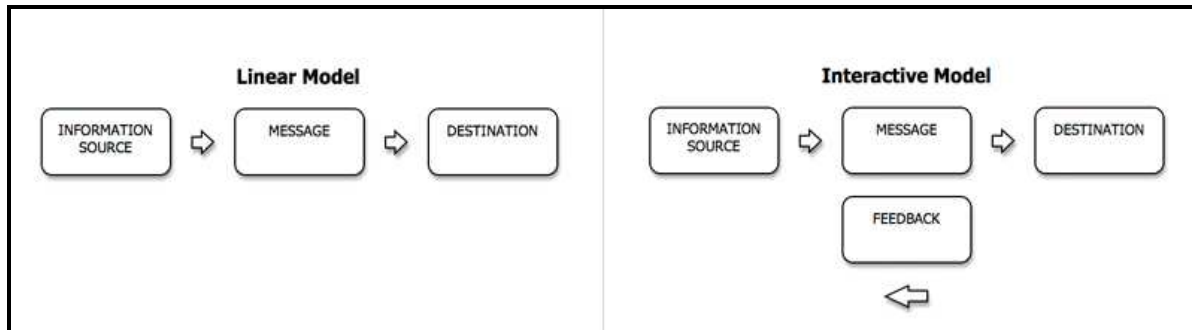 Linear Model
INFORMATION
SOURCE
MESSAGE
DESTINATION
Interactive Model
INFORMATION
SOURCE
MESSAGE
DESTINATION
FEEDBACK